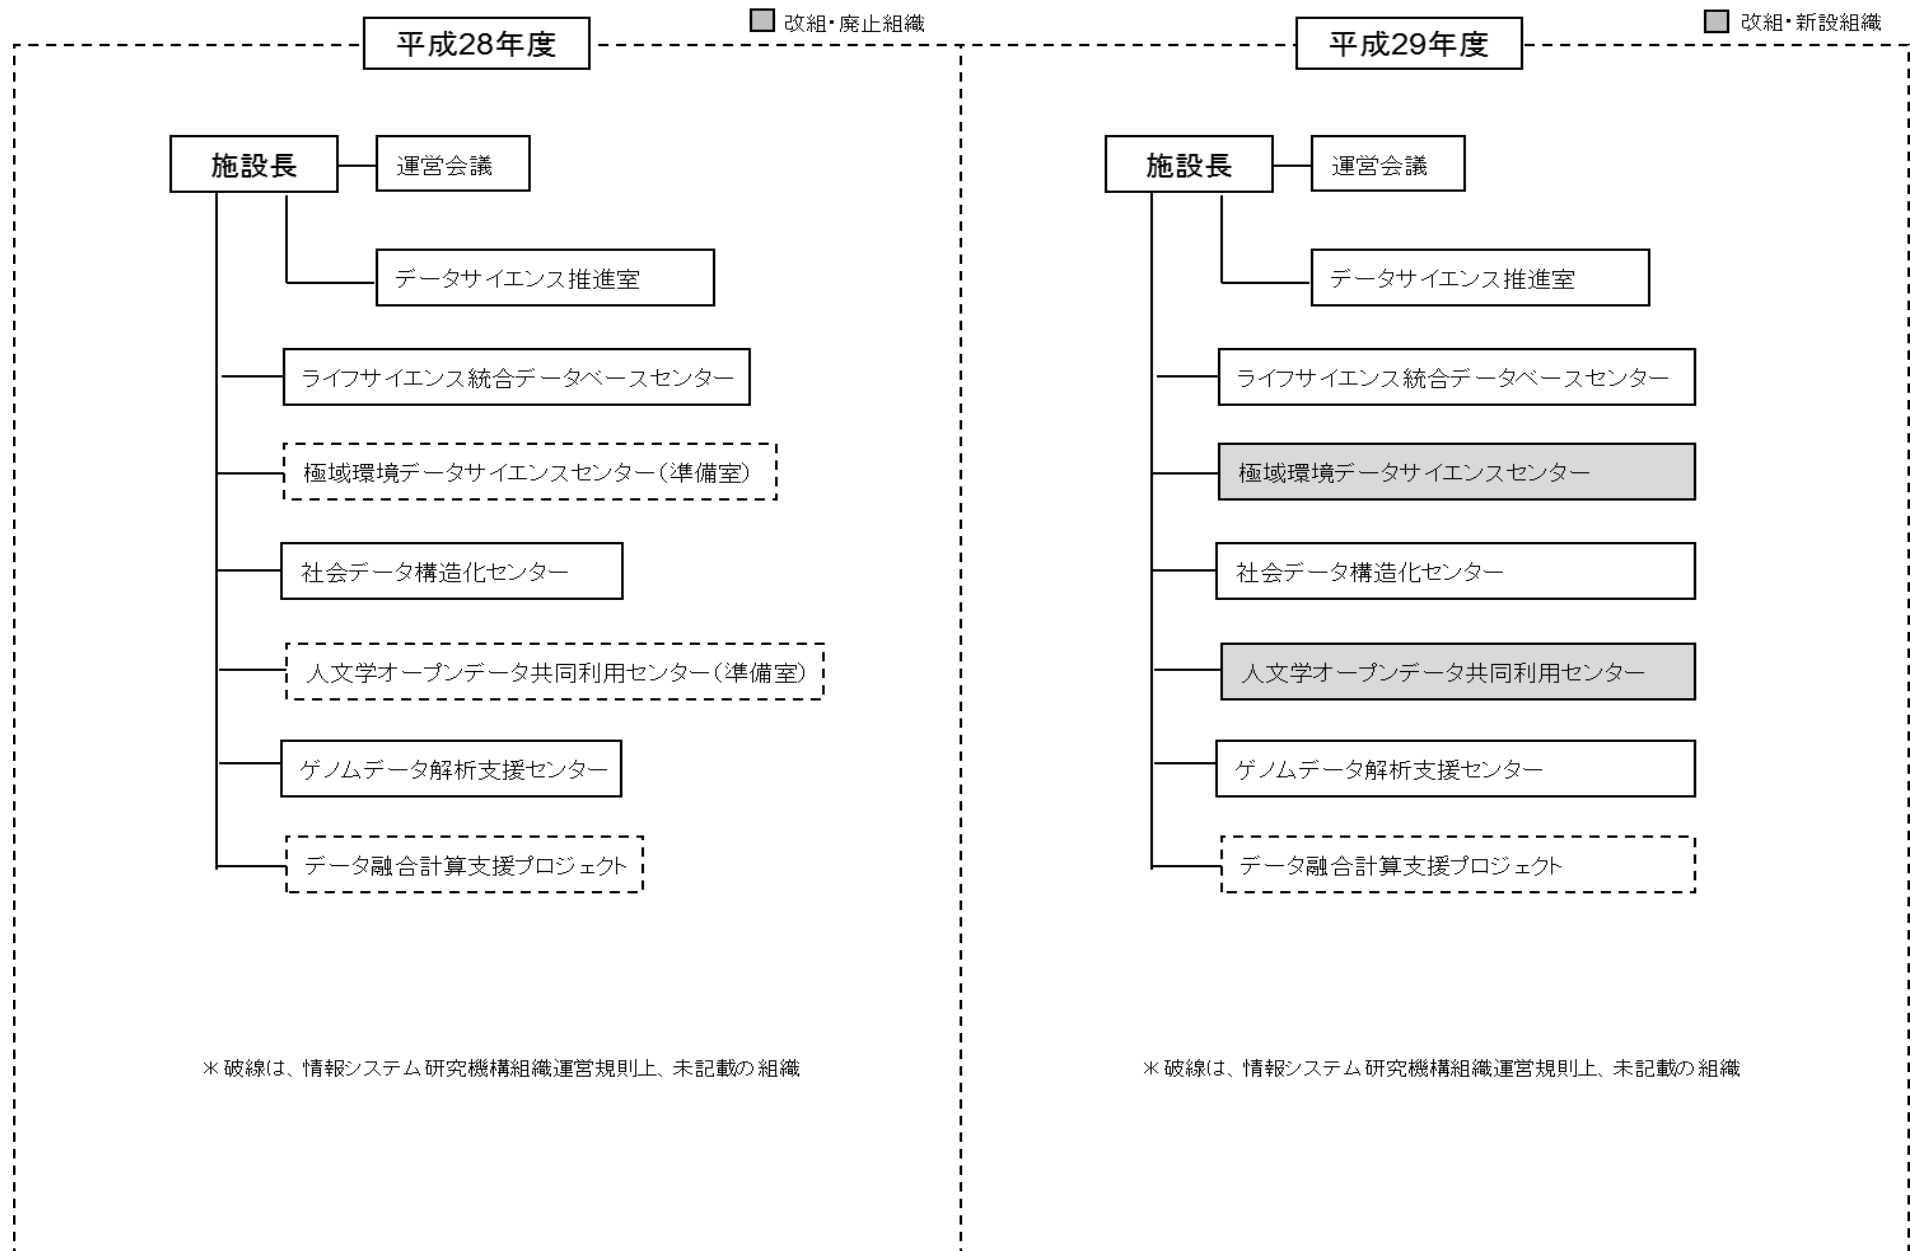 平成28年度
改組・廃止組織
施設長
運営会議
データサイエンス推進室
ライフサイエンス統合データベースセンター
極域環境データサイエンスセンター(準備室)
社会データ構造化センター
人文学オープンデータ共同利用センター(準備室)
ゲノムデータ解析支援センター
データ融合計算支援プロジェクト
＊破線は、情報システム研究機構組織運営規則上、未記載の組織
平成29年度
改組・新設組織
施設長
運営会議
データサイエンス推進室
ライフサイエンス統合データベースセンター
極域環境データサイエンスセンター
社会データ構造化センター
人文学オープンデータ共同利用センター
ゲノムデータ解析支援センター
データ融合計算支援プロジェクト
＊破線は、情報システム研究機構組織運営規則上、未記載の組織